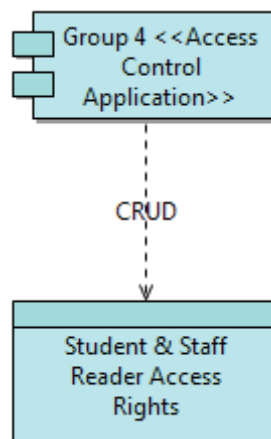 Group 4 <<Access
Control
Application>>
CRUD
Student & Staff
Reader Access
Rights